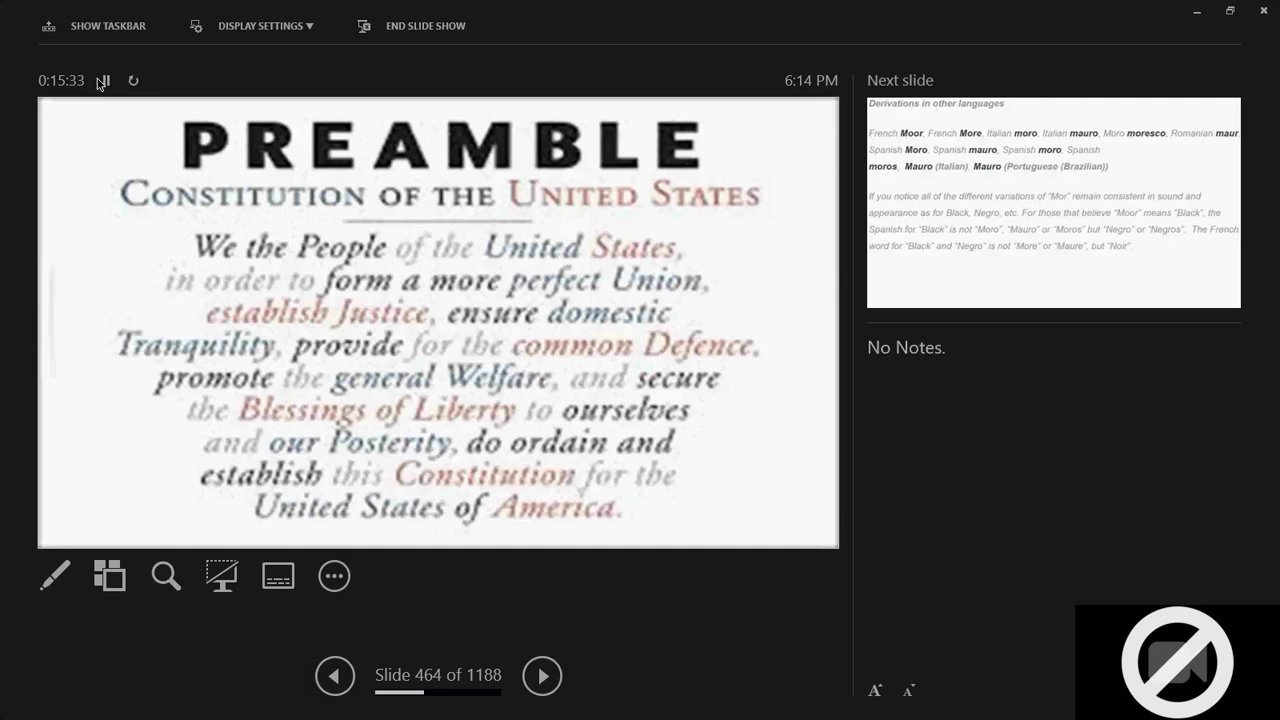 SHOW TASKBAR
DISPLAY SETTINGS ▼
END SLIDE SHOW
0:15:33
6:14 PM
PREAMBLE
CONSTITUTION OF THE UNITED STATES
We the People of the United States,
in order to form a more perfect Union,
establish Justice, ensure domestic
Tranquility, provide for the common Defence,
promote the general Welfare, and secure
the Blessings of Liberty to ourselves
and our Posterity, do ordain and
establish this Constitution for the
United States of America.
Slide 464 of 1188
Next slide
Derivations in other languages
French Moor, French More, Italian moro, Italian mauro, Moro moresco, Romanian maur,
Spanish Moro, Spanish mauro, Spanish moro, Spanish
moros, Mauro (Italian), Mauro (Portuguese (Brazilian))
If you notice all of the different variations of "Mor" remain consistent in sound and
appearance as for Black, Negro, etc. For those that believe "Moor" means "Black", the
Spanish for "Black" is not "Moro", "Mauro" or "Moros" but "Negro" or "Negros". The French
word for "Black" and "Negro" is not "More" or "Maure", but "Noir".
No Notes.
A A